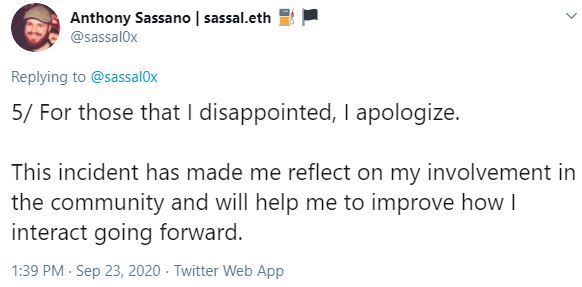 Anthony Sassano | sassal.eth ⛽🏴
@sassal0x
Replying to @sassal0x
5/ For those that I disappointed, I apologize.
This incident has made me reflect on my involvement in
the community and will help me to improve how I
interact going forward.
1:39 PM · Sep 23, 2020 · Twitter Web App